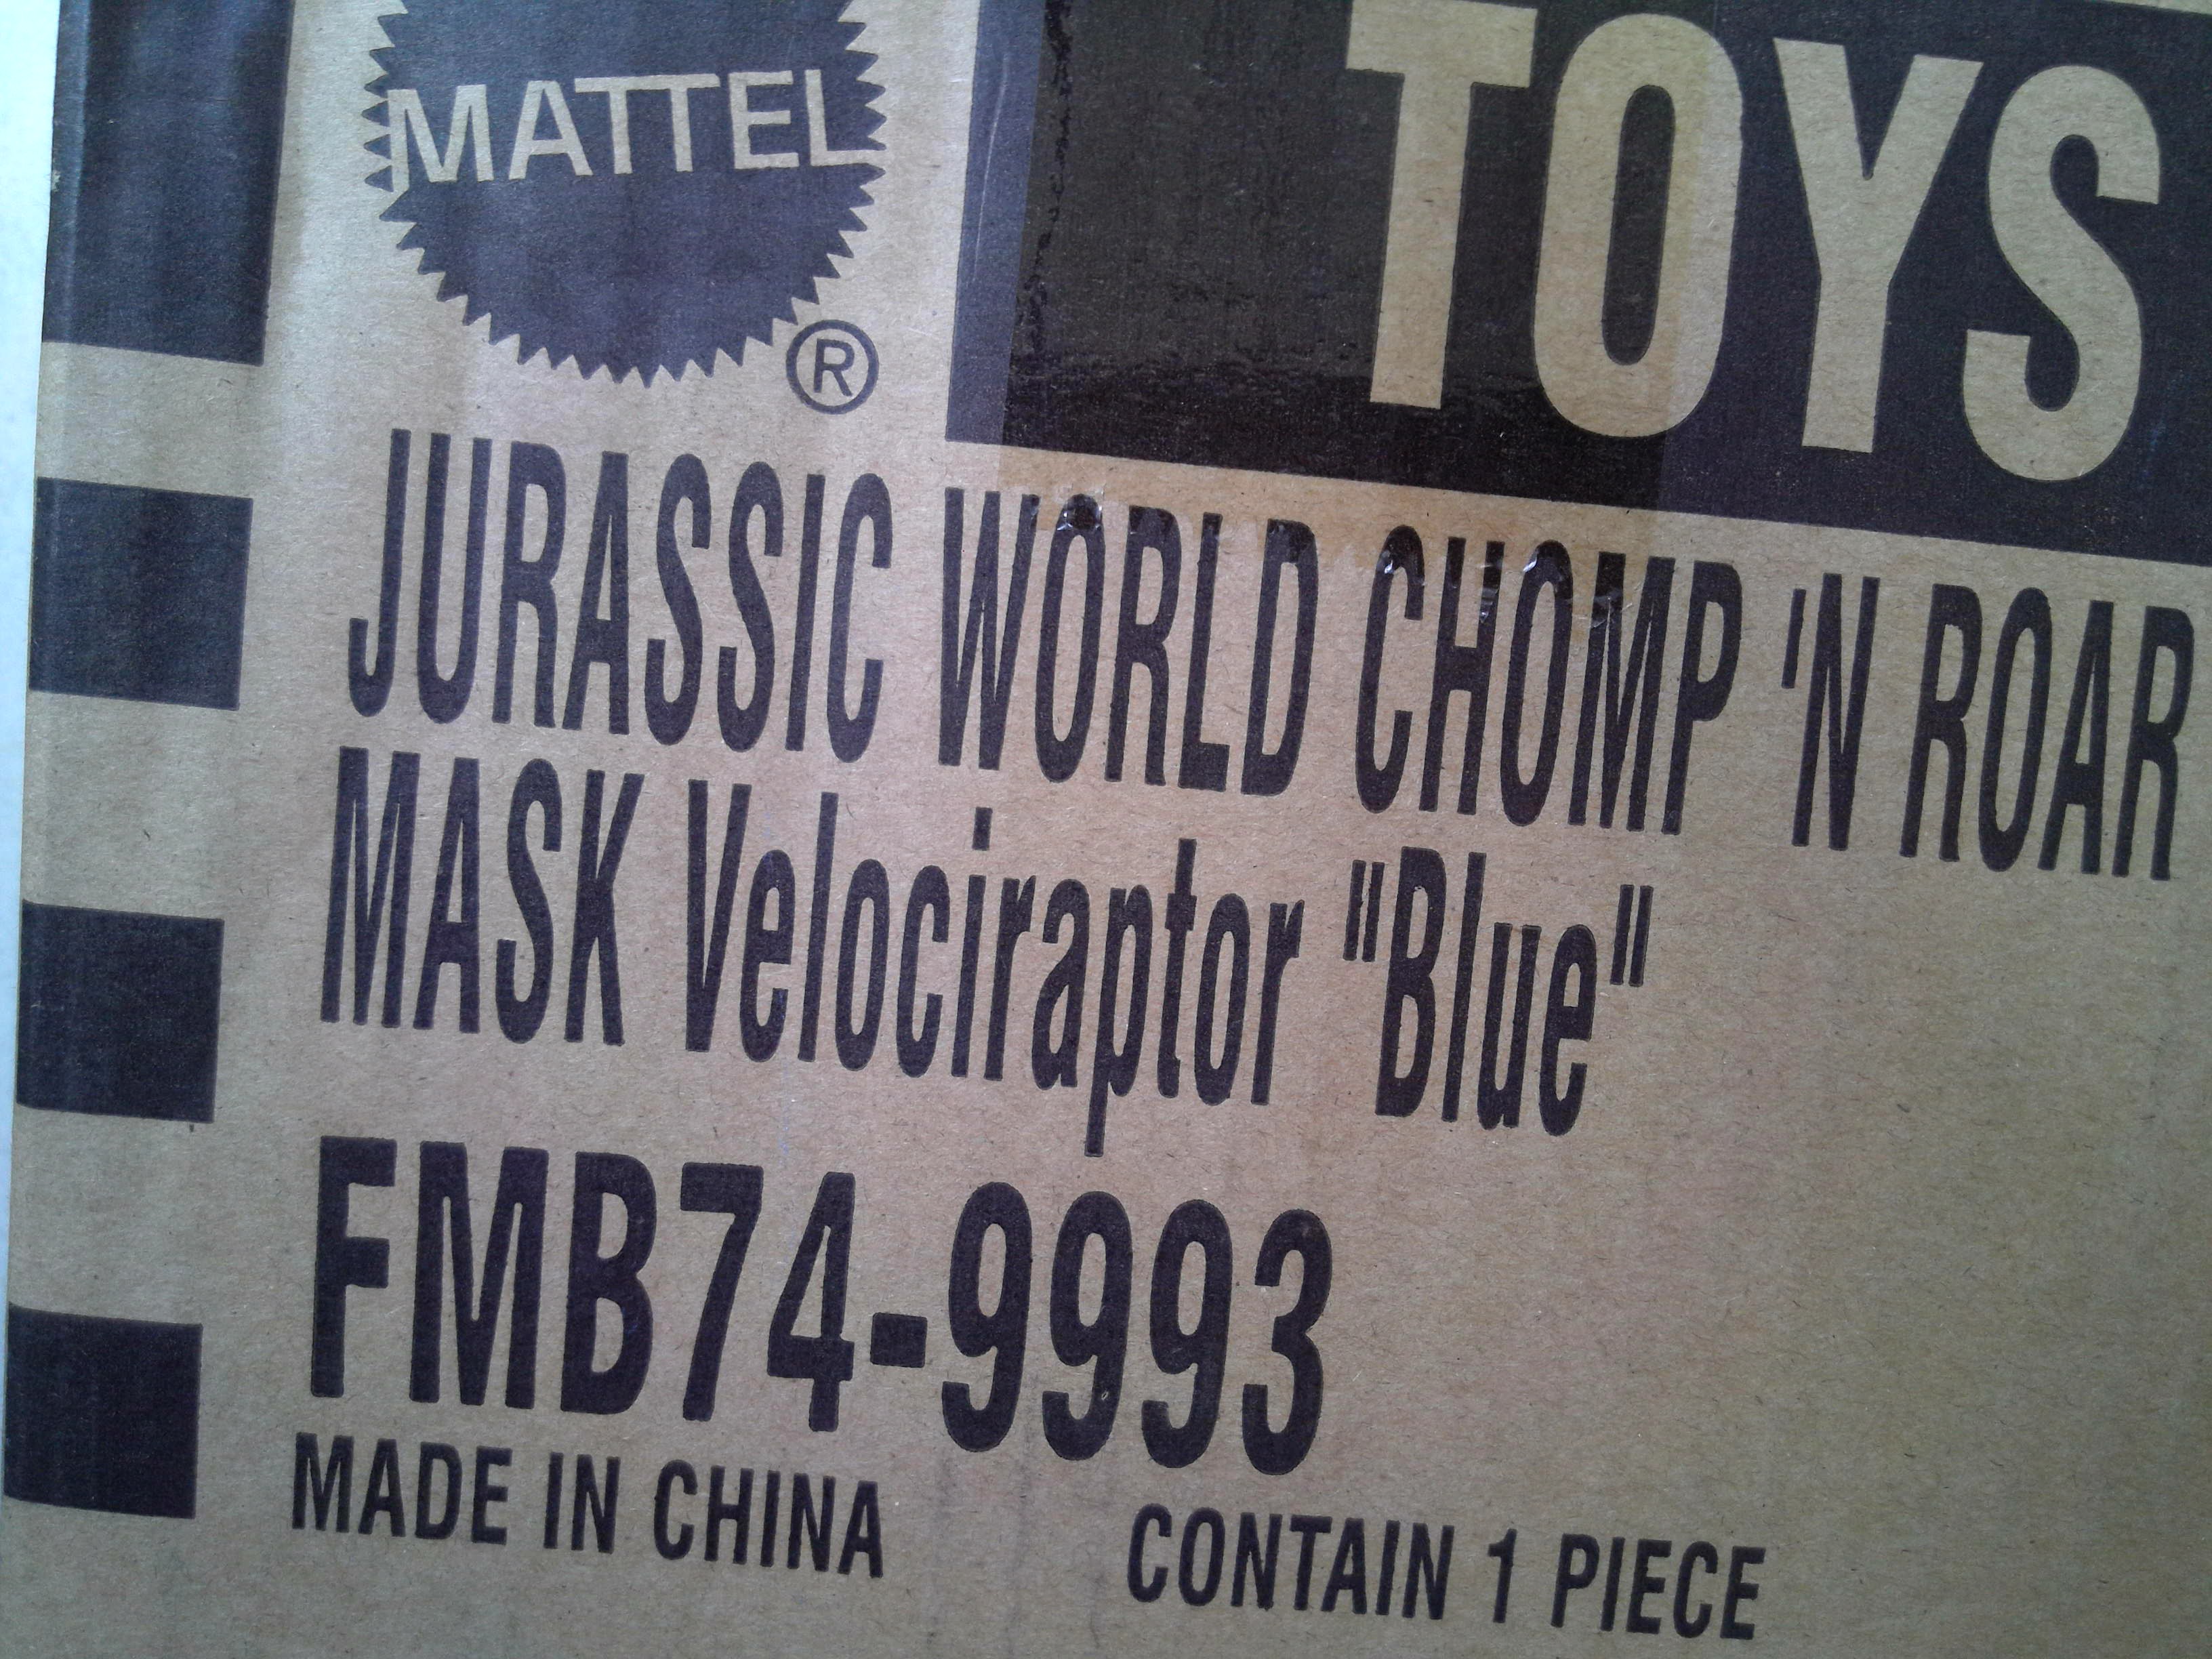 MATTEL
®
TOYS
JURASSIC WORLD CHOMP 'N ROAR
MASK Velociraptor "Blue"
FMB74-9993
MADE IN CHINA CONTAIN 1 PIECE